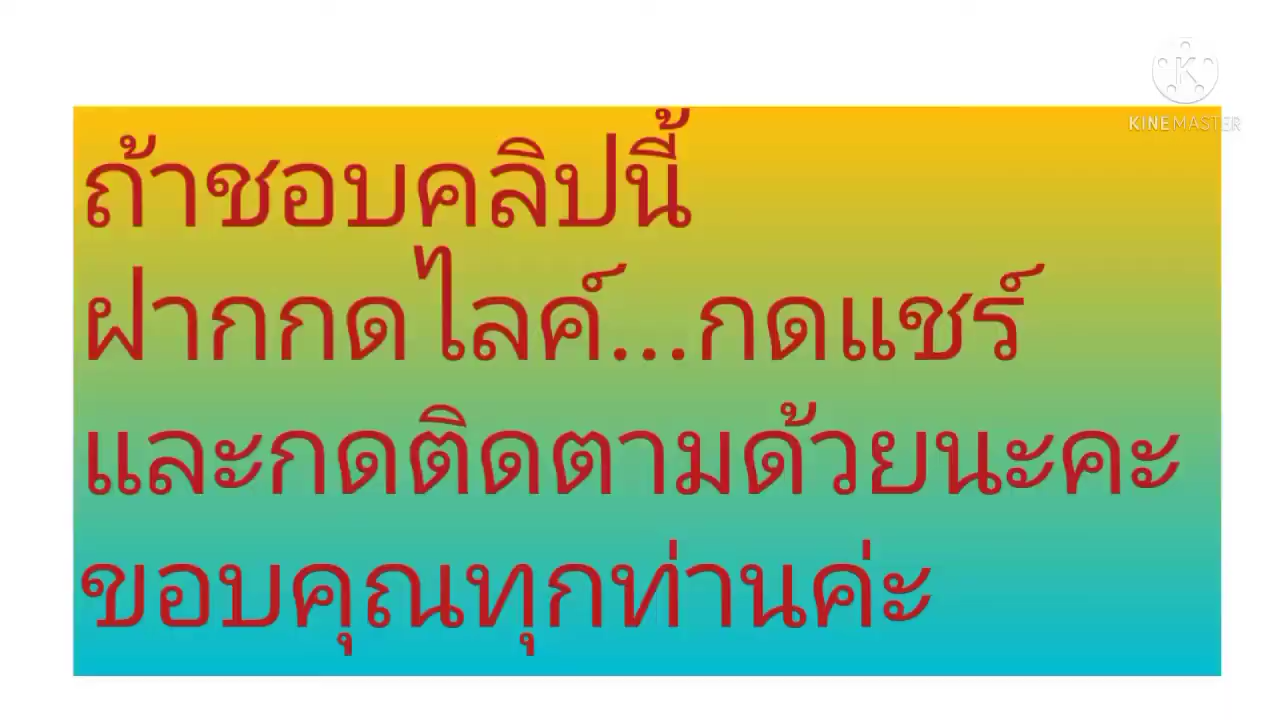 KINEMASTER
ถ้าชอบคลิปนี้
ฝากกดไลค์...กดแชร์
และกดติดตามด้วยนะคะ
ขอบคุณทุกท่านค่ะ